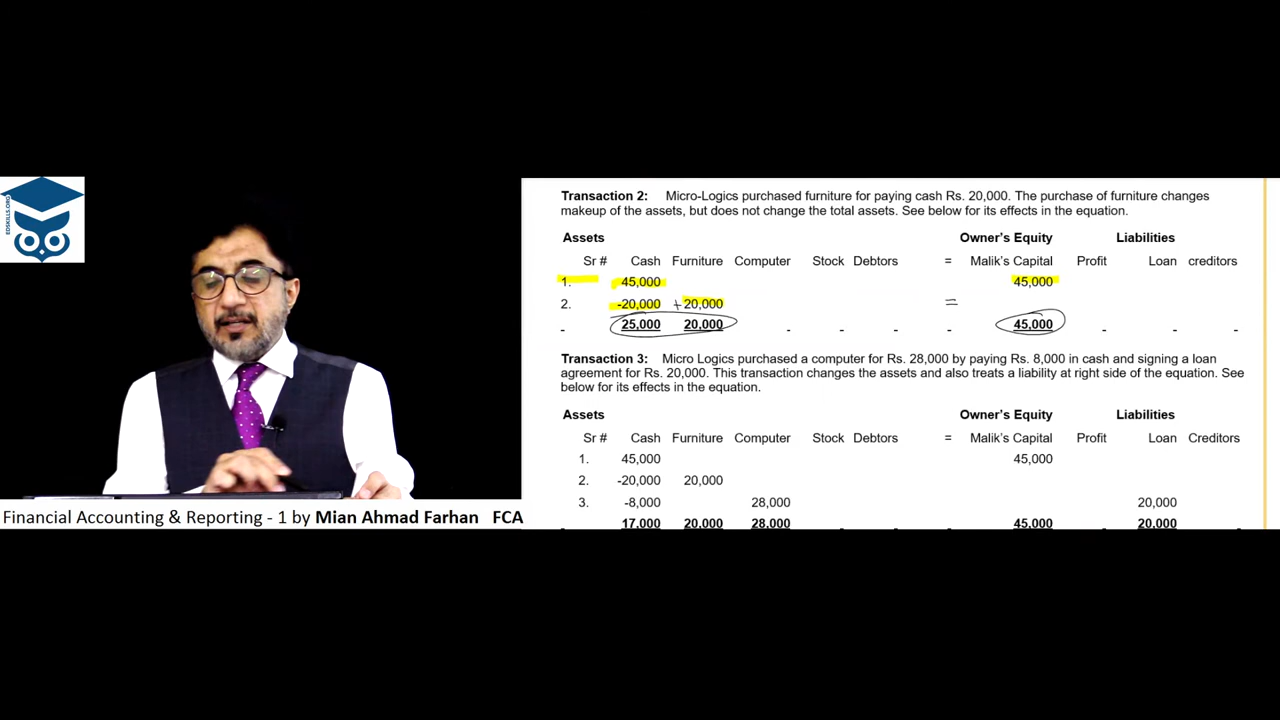 EDSKILLS.ORG
Transaction 2: Micro-Logics purchased furniture for paying cash Rs. 20,000. The purchase of furniture changes
makeup of the assets, but does not change the total assets. See below for its effects in the equation.
Assets Owner's Equity Liabilities
Sr # Cash Furniture Computer Stock Debtors = Malik's Capital Profit Loan creditors
1. 45,000 45,000
2. -20,000 + 20,000 =
- 25,000 20,000 - - - - 45,000 - - -
Transaction 3: Micro Logics purchased a computer for Rs. 28,000 by paying Rs. 8,000 in cash and signing a loan
agreement for Rs. 20,000. This transaction changes the assets and also treats a liability at right side of the equation. See
below for its effects in the equation.
Assets Owner's Equity Liabilities
Sr # Cash Furniture Computer Stock Debtors = Malik's Capital Profit Loan Creditors
1. 45,000 45,000
2. -20,000 20,000
3. -8,000 28,000 20,000
- 17,000 20,000 28,000 - - - 45,000 - 20,000 -
Financial Accounting & Reporting - 1 by Mian Ahmad Farhan FCA